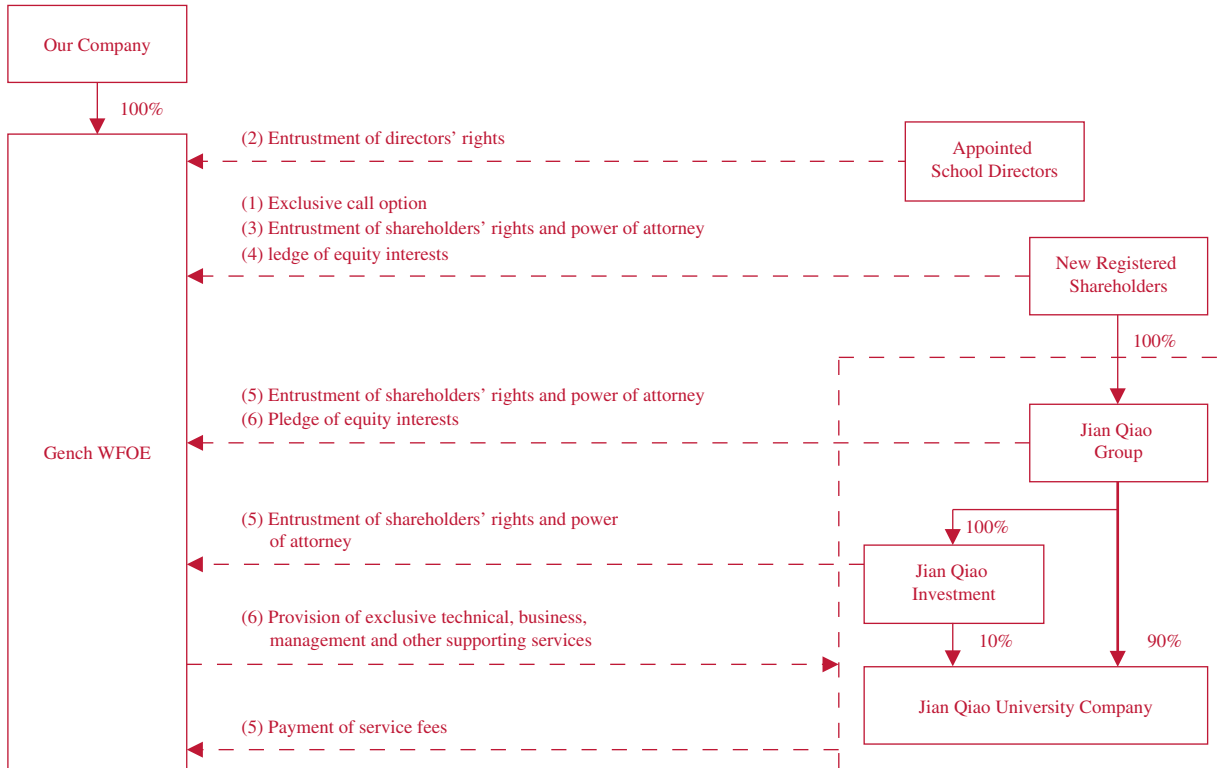 Our Company
100%
(2) Entrustment of directors’ rights
Appointed
School Directors
(1) Exclusive call option
(3) Entrustment of shareholders’ rights and power of attorney
(4) ledge of equity interests
New Registered
Shareholders
100%
(5) Entrustment of shareholders’ rights and power of attorney
(6) Pledge of equity interests
Jian Qiao
Group
Gench WFOE
(5) Entrustment of shareholders’ rights and power
of attorney
100%
Jian Qiao
Investment
(6) Provision of exclusive technical, business,
management and other supporting services
10%
90%
Jian Qiao University Company
(5) Payment of service fees